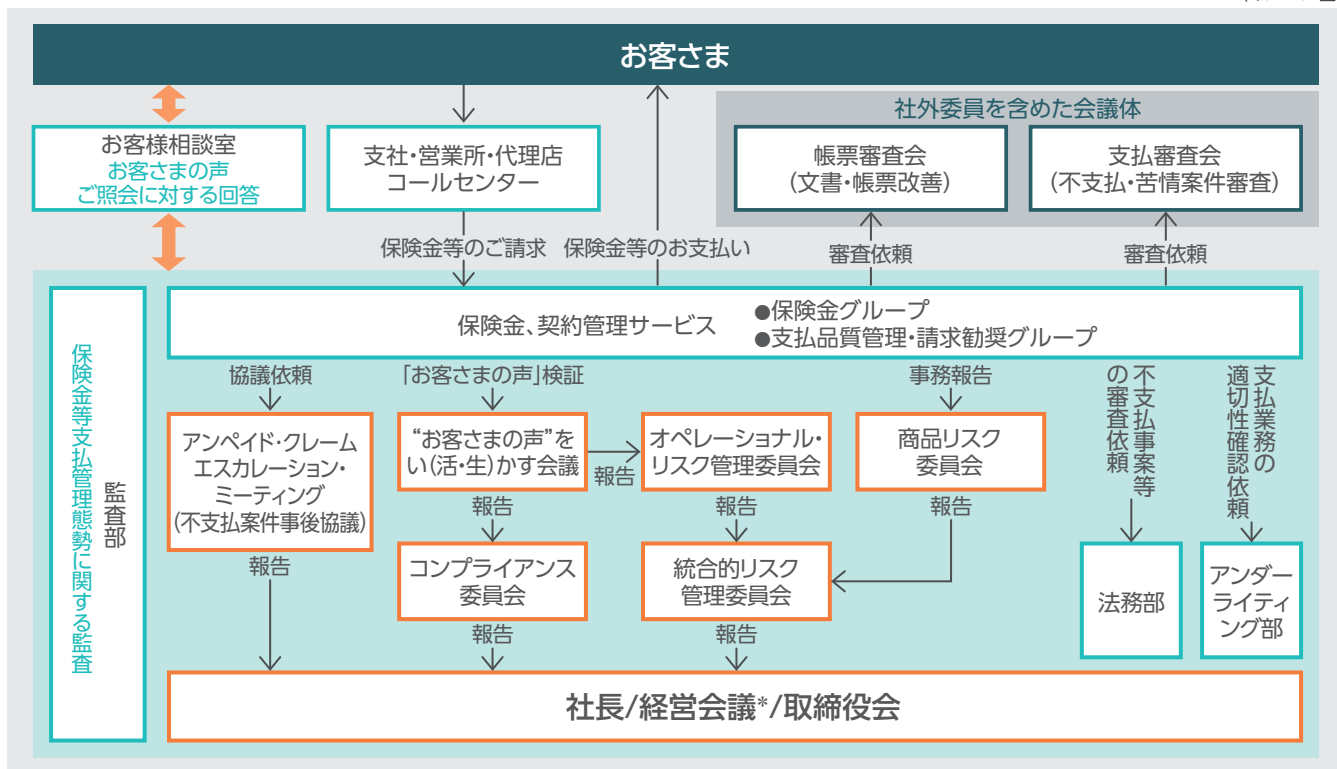 お客さま
社外委員を含めた会議体
お客様相談室
お客さまの声
ご照会に対する回答
支社・営業所・代理店
コールセンター
帳票審査会
(文書・帳票改善)
支払審査会
(不支払・苦情案件審査)
保険金等のご請求
保険金等のお支払い
審査依頼
審査依頼
保険金、契約管理サービス
●保険金グループ
●支払品質管理・請求勧奨グループ
監査部
保険金等支払管理態勢に関する監査
協議依頼
「お客さまの声」検証
事務報告
不支払事案等
の審査依頼
支払業務の
適切性確認依頼
アンペイド・クレーム
エスカレーション・
ミーティング
(不支払案件事後協議)
“お客さまの声”を
い(活・生)かす会議
報告
オペレーショナル・
リスク管理委員会
商品リスク
委員会
報告
報告
報告
報告
コンプライアンス
委員会
統合的リスク
管理委員会
法務部
アンダー
ライティ
ング部
報告
報告
社長/経営会議*/取締役会